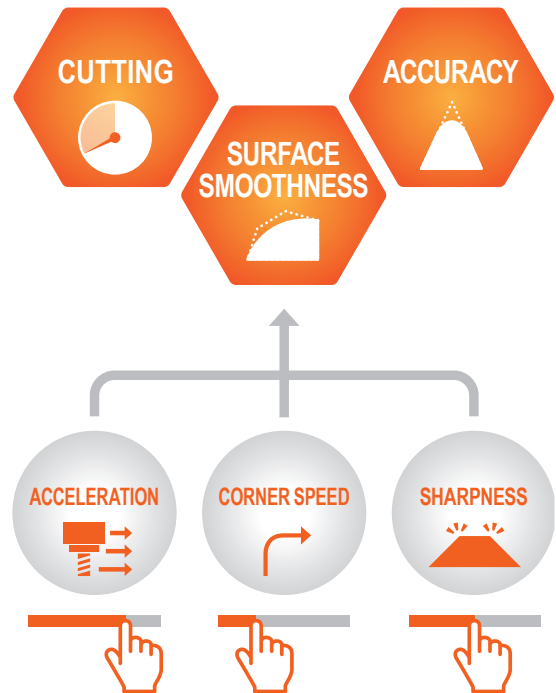 CUTTING
ACCURACY
SURFACE
SMOOTHNESS
ACCELERATION
CORNER SPEED
SHARPNESS